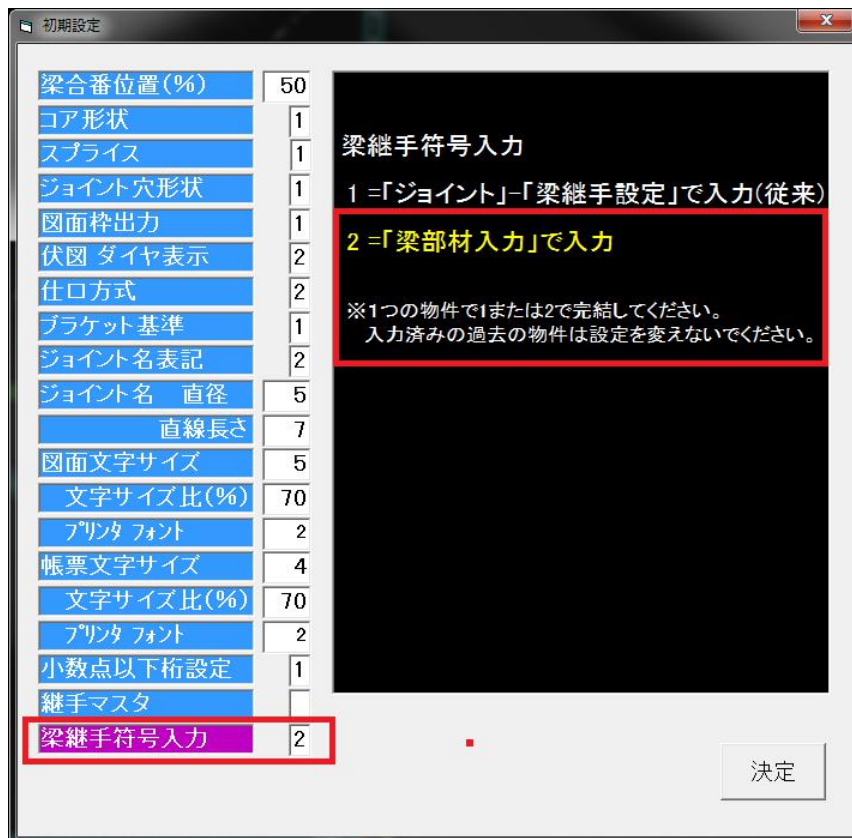 初期設定
梁合番位置(%) 50
コア形状 1
スプライス 1
ジョイント穴形状 1
図面枠出力 1
伏図 ダイヤ表示 2
仕口方式 2
ブラケット基準 1
ジョイント名表記 2
ジョイント名 直径 5
直線長さ 7
図面文字サイズ 5
文字サイズ比(%) 70
プリンタ フォント 2
帳票文字サイズ 4
文字サイズ比(%) 70
プリンタ フォント 2
小数点以下桁設定 1
継手マスタ
梁継手符号入力 2
梁継手符号入力
1 =「ジョイント」-「梁継手設定」で入力(従来)
2 =「梁部材入力」で入力
※1つの物件で1または2で完結してください。
入力済みの過去の物件は設定を変えないでください。
決定